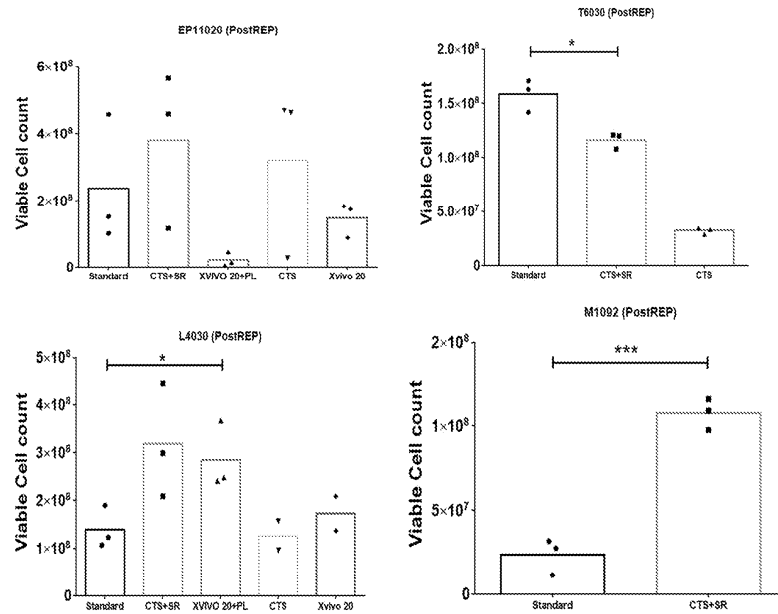 EP11020 (PostREP)
Viable Cell count
6×10⁸
4×10⁸
2×10⁸
0
Standard CTS+SR XVIVO 20+PL CTS Xvivo 20
T6030 (PostREP)
Viable Cell count
2.0×10⁸
1.5×10⁸
1.0×10⁸
5.0×10⁷
0
*
Standard CTS+SR CTS
L4030 (PostREP)
Viable Cell count
5×10⁸
4×10⁸
3×10⁸
2×10⁸
1×10⁸
0
*
Standard CTS+SR XVIVO 20+PL CTS Xvivo 20
M1092 (PostREP)
Viable Cell count
2×10⁸
1×10⁸
5×10⁷
0
***
Standard CTS+SR